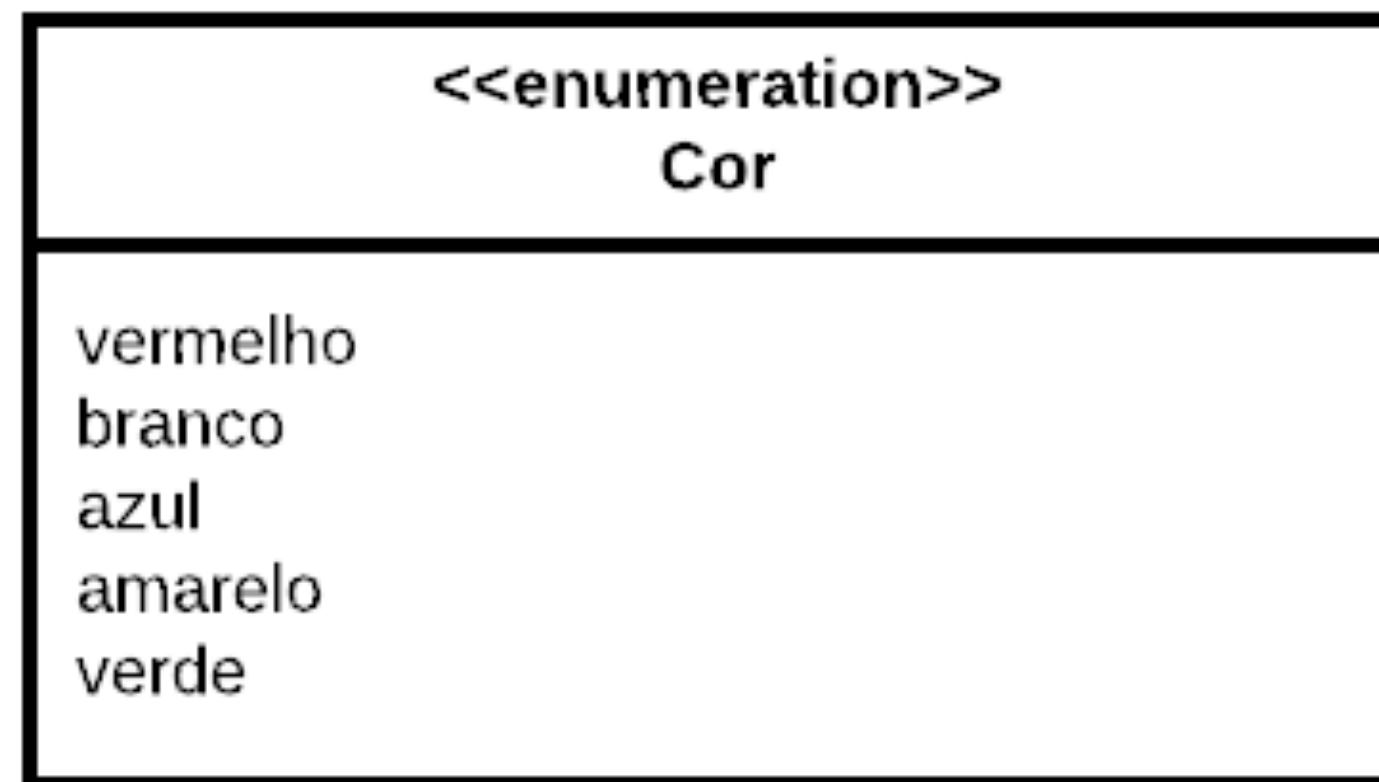 <<enumeration>>
Cor
vermelho
branco
azul
amarelo
verde